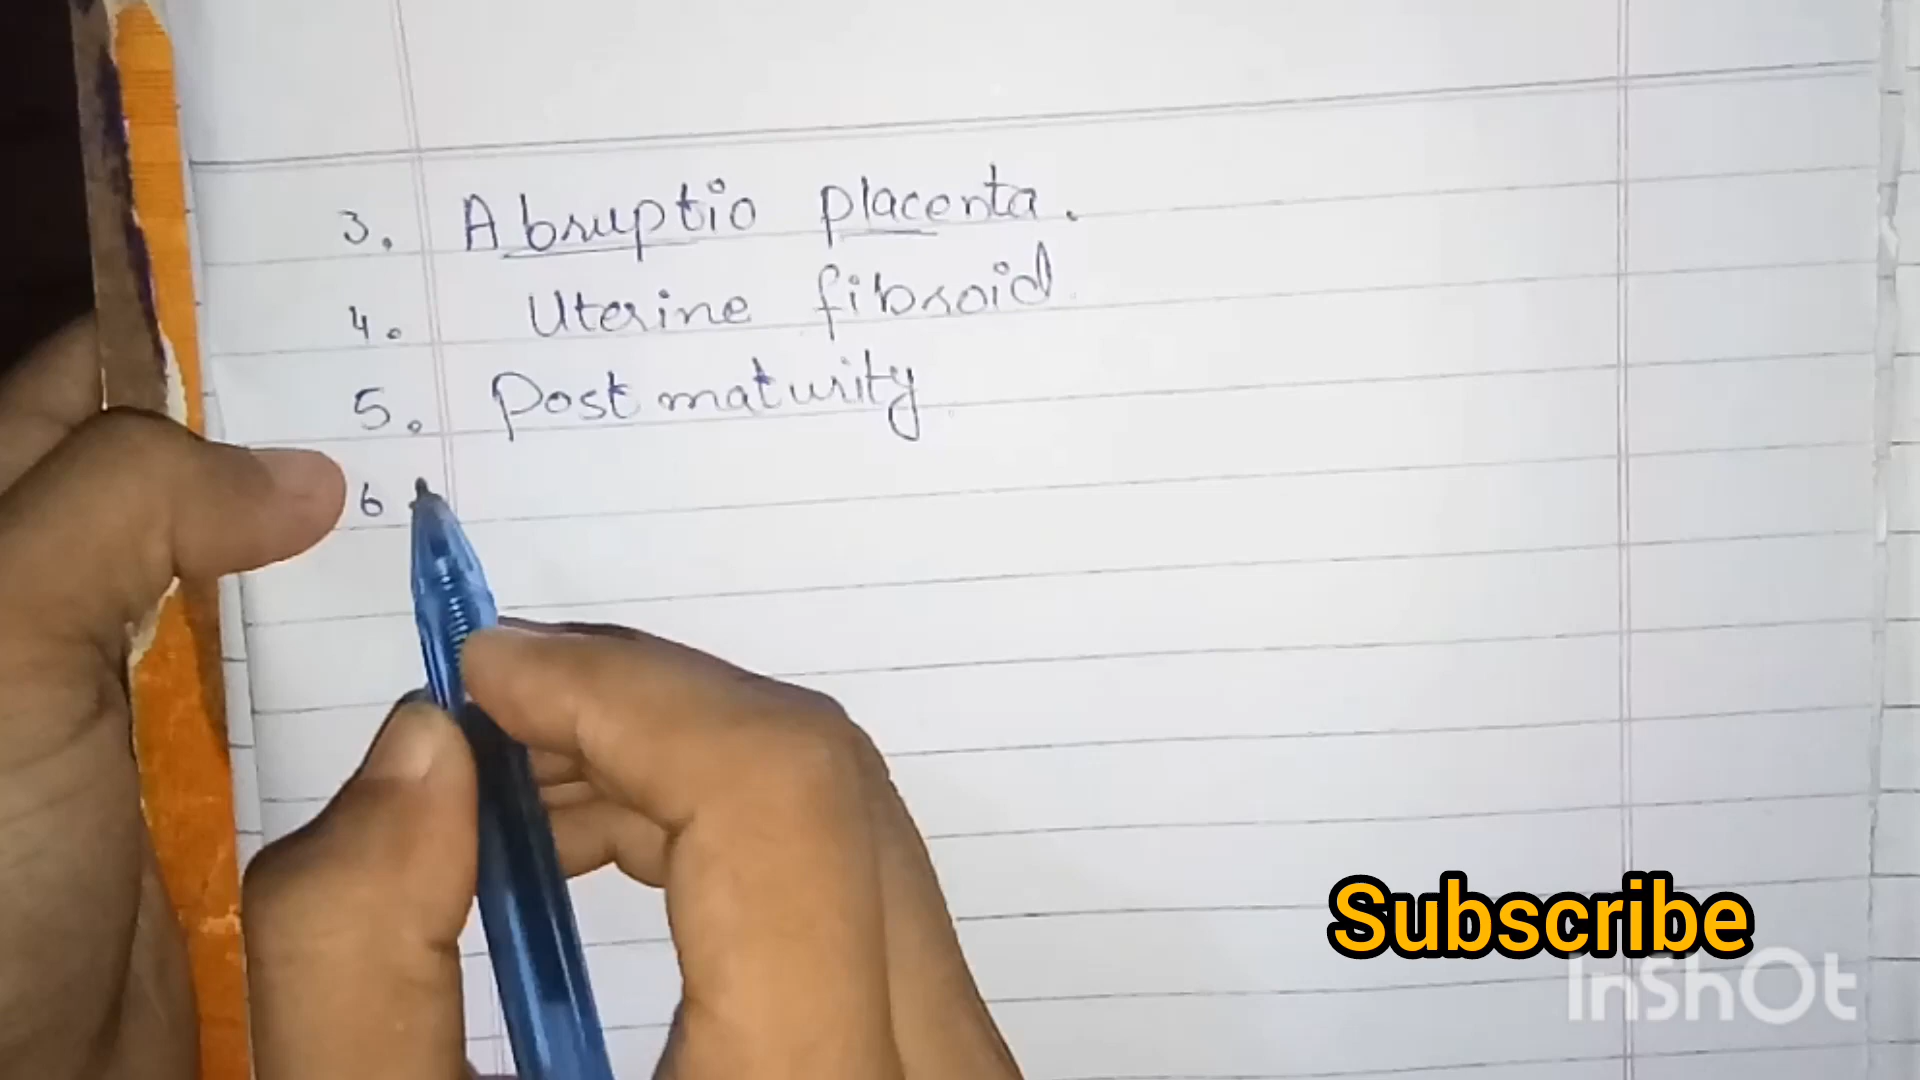 3. Abruptio placenta.
4. Uterine fibroid
5. Post maturity
6
Subscribe
InShOt